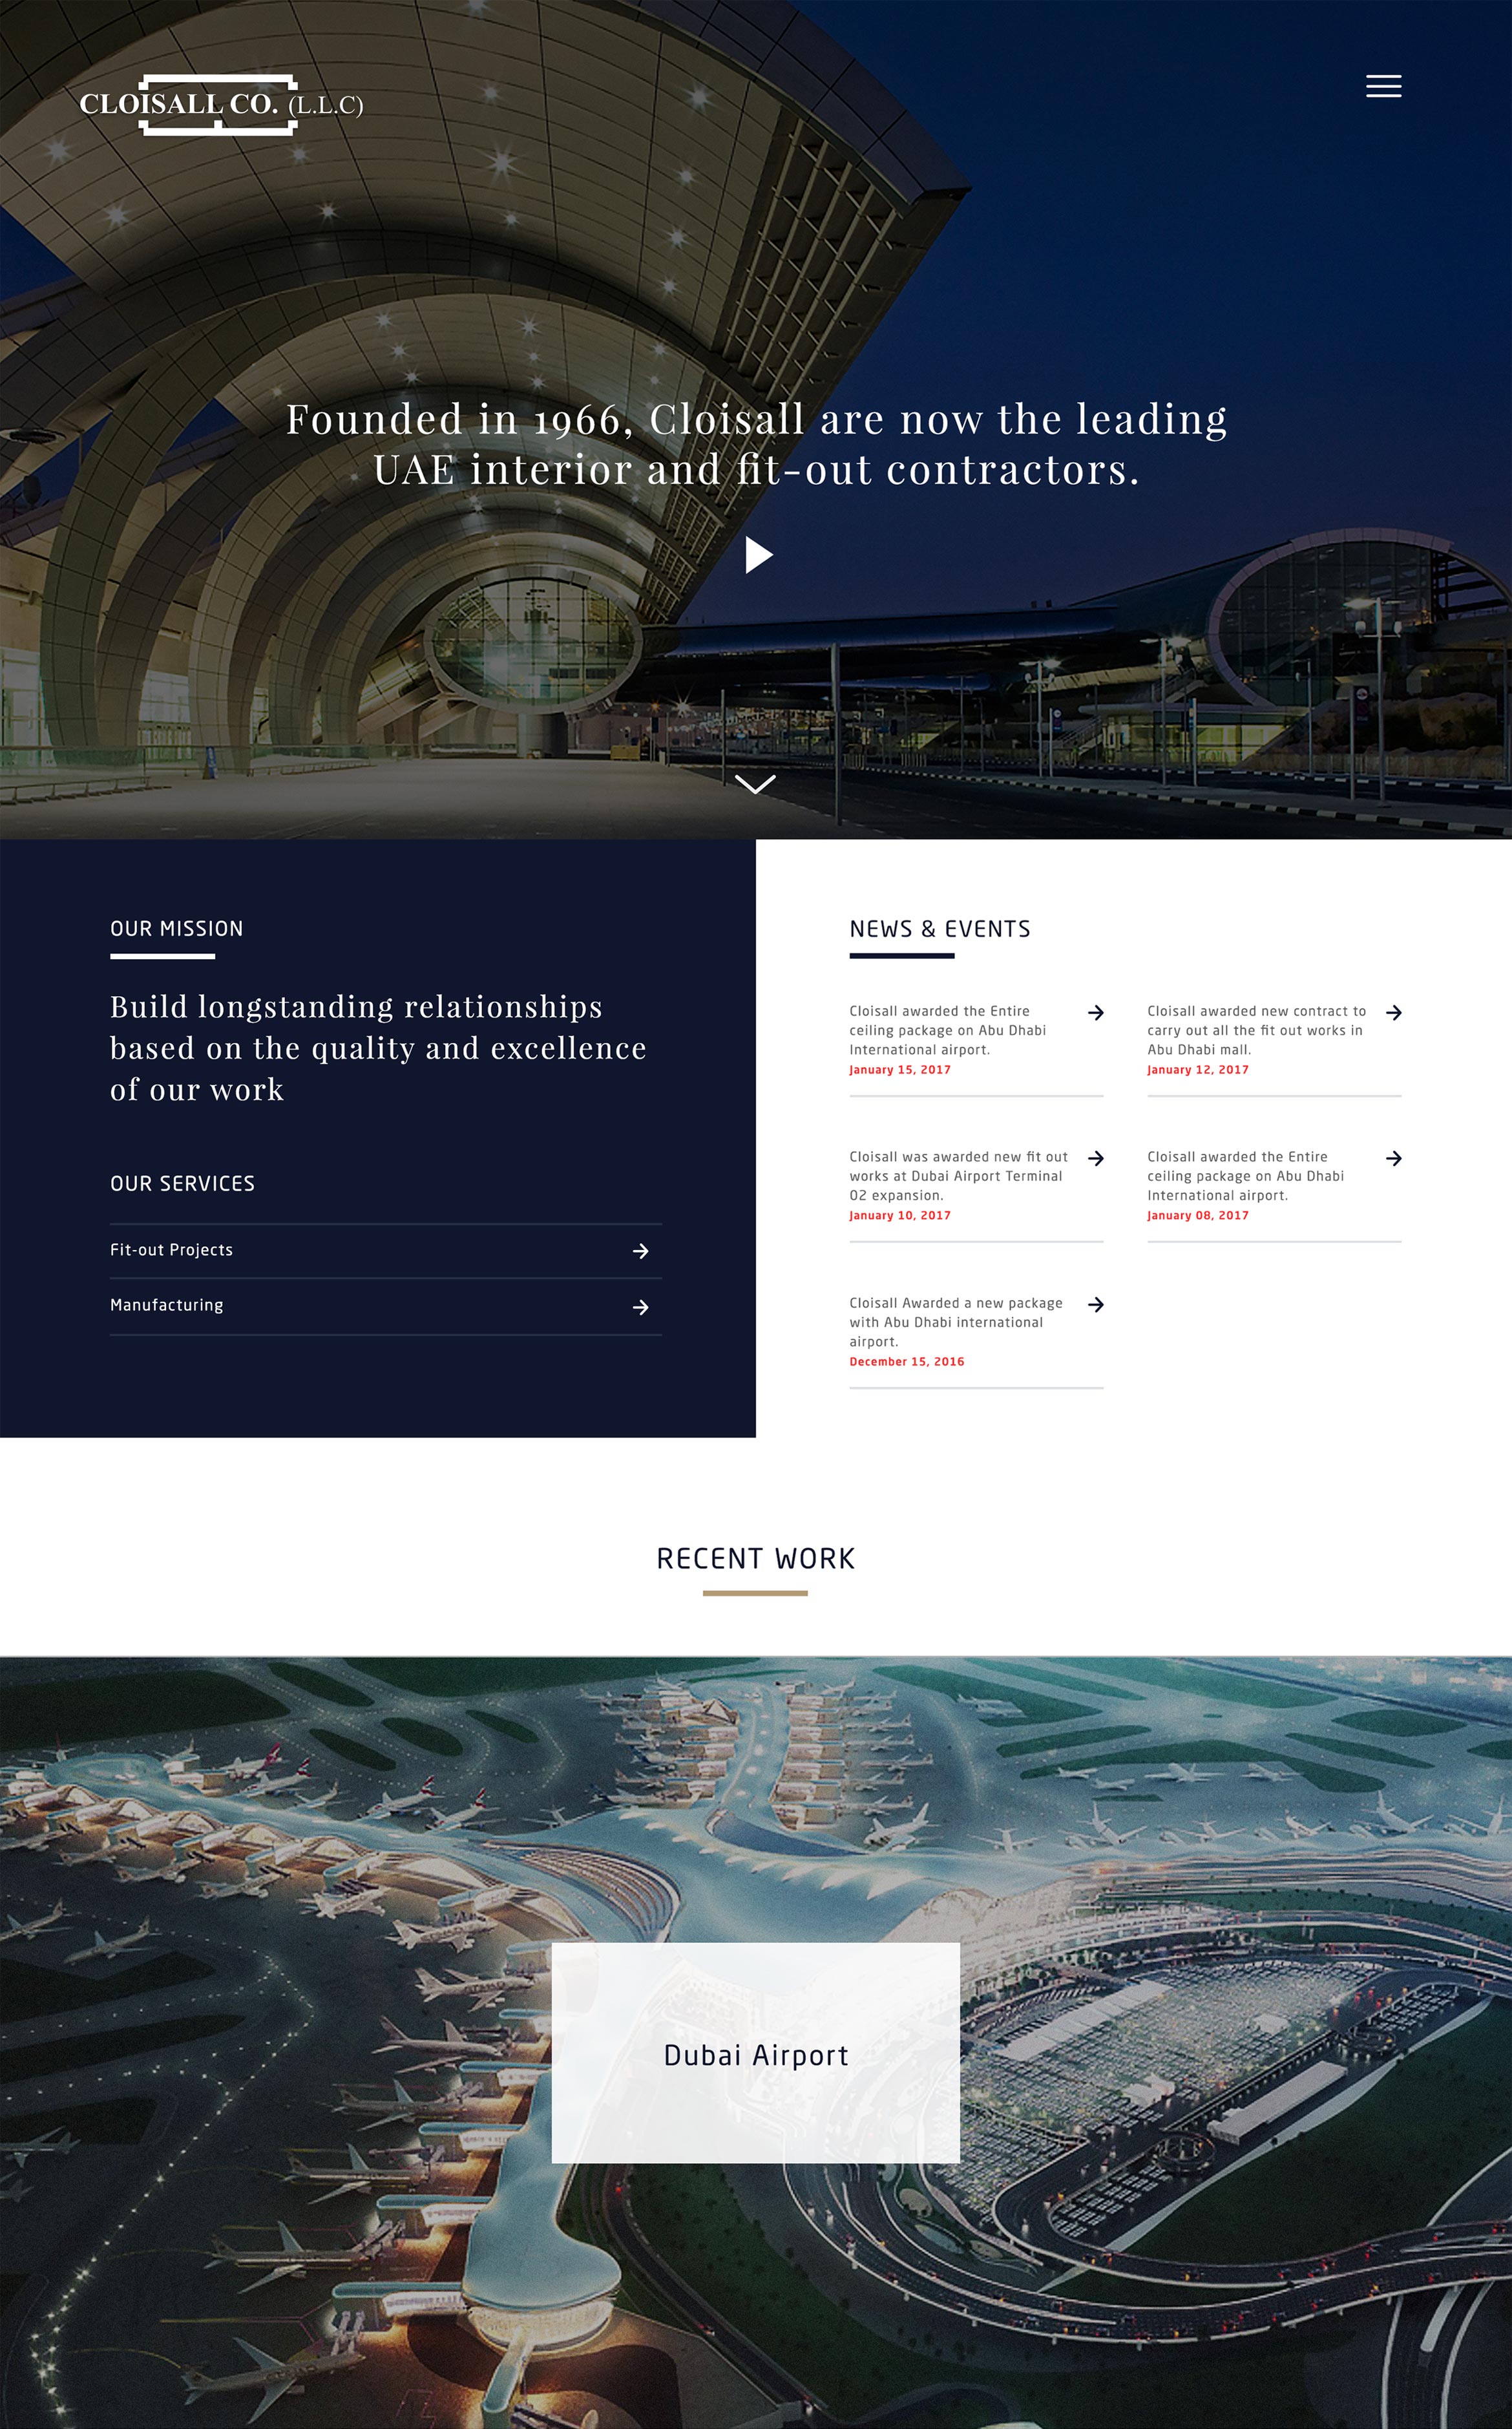 CLOISALL CO. (L.L.C)
Founded in 1966, Cloisall are now the leading
UAE interior and fit-out contractors.
OUR MISSION
Build longstanding relationships
based on the quality and excellence
of our work
OUR SERVICES
Fit-out Projects
Manufacturing
NEWS & EVENTS
Cloisall awarded the Entire
ceiling package on Abu Dhabi
International airport.
January 15, 2017
Cloisall awarded new contract to
carry out all the fit out works in
Abu Dhabi mall.
January 12, 2017
Cloisall was awarded new fit out
works at Dubai Airport Terminal
02 expansion.
January 10, 2017
Cloisall awarded the Entire
ceiling package on Abu Dhabi
International airport.
January 08, 2017
Cloisall Awarded a new package
with Abu Dhabi international
airport.
December 15, 2016
RECENT WORK
Dubai Airport